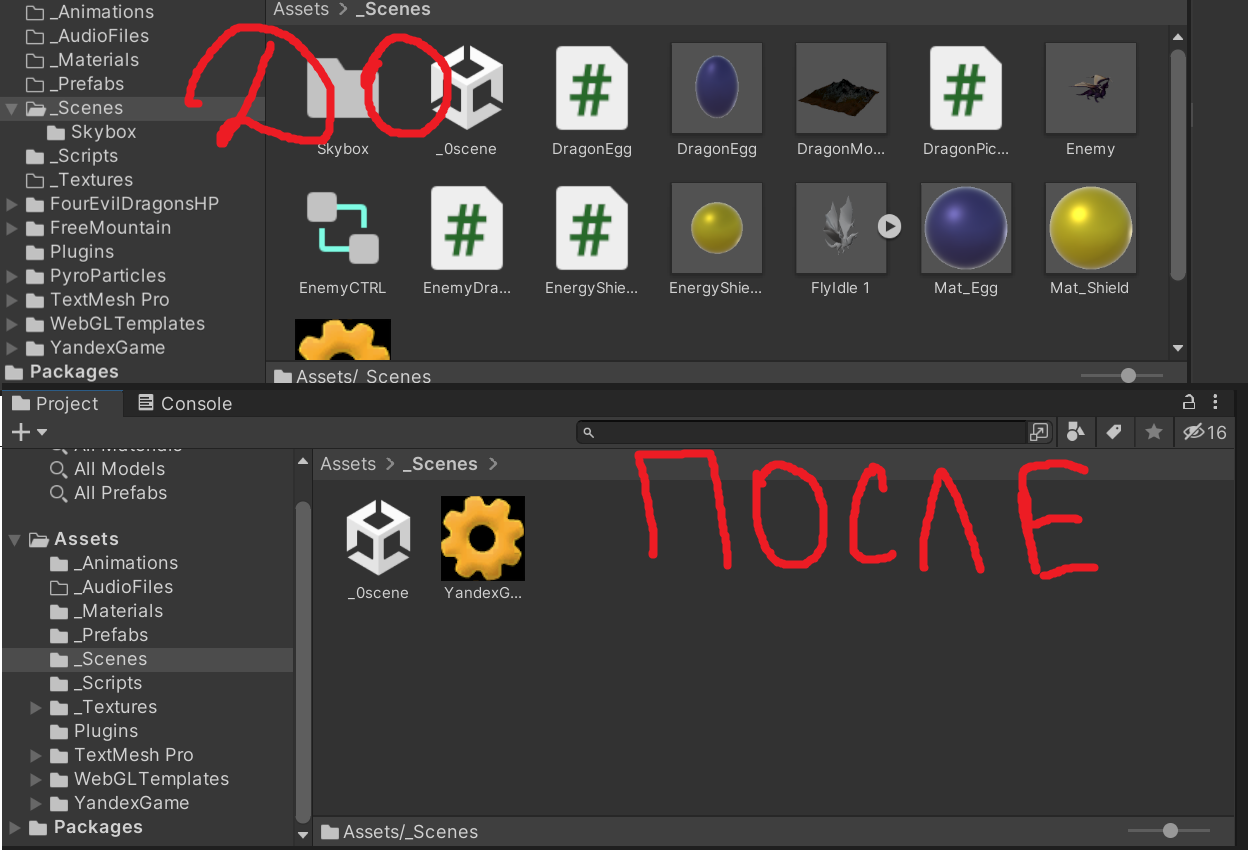 _Animations
_AudioFiles
_Materials
_Prefabs
_Scenes
Skybox
_Scripts
_Textures
FourEvilDragonsHP
FreeMountain
Plugins
PyroParticles
TextMesh Pro
WebGLTemplates
YandexGame
Packages
Assets > _Scenes
ДО
Skybox
_0scene
DragonEgg
DragonEgg
DragonMo...
DragonPic...
Enemy
EnemyCTRL
EnemyDra...
EnergyShie...
EnergyShie...
FlyIdle 1
Mat_Egg
Mat_Shield
Assets/_Scenes
Project
Console
16
All Materials
All Models
All Prefabs
Assets
_Animations
_AudioFiles
_Materials
_Prefabs
_Scenes
_Scripts
_Textures
Plugins
TextMesh Pro
WebGLTemplates
YandexGame
Packages
Assets > _Scenes >
ПОСЛЕ
_0scene
YandexG...
Assets/_Scenes